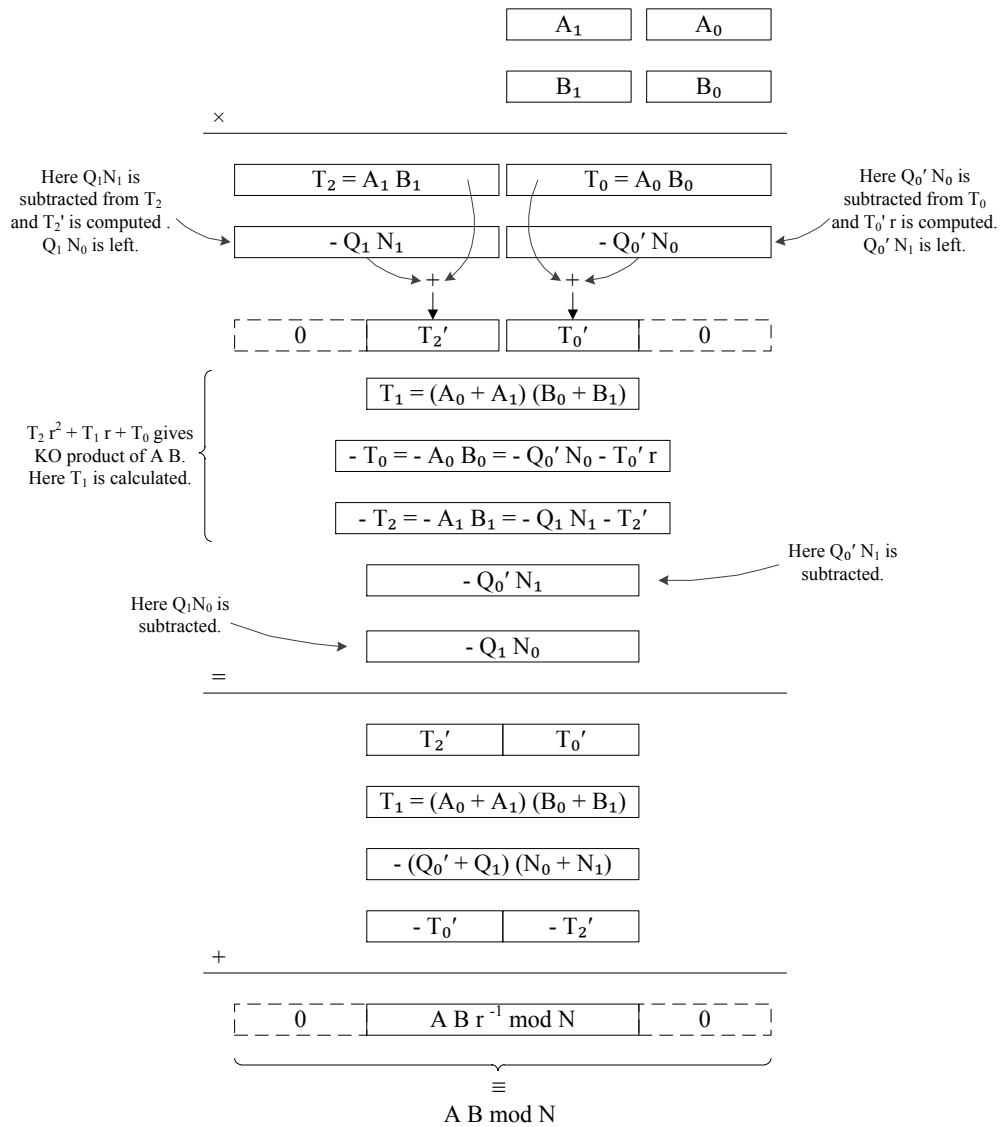 A₁ A₀
B₁ B₀
×
Here Q₁N₁ is
subtracted from T₂
and T₂' is computed .
Q₁ N₀ is left.
T₂ = A₁ B₁ T₀ = A₀ B₀
- Q₁ N₁ - Q₀′ N₀
Here Q₀′ N₀ is
subtracted from T₀
and T₀' r is computed.
Q₀′ N₁ is left.
+ +
0 T₂′ T₀′ 0
T₂ r² + T₁ r + T₀ gives
KO product of A B.
Here T₁ is calculated.
T₁ = (A₀ + A₁) (B₀ + B₁)
- T₀ = - A₀ B₀ = - Q₀′ N₀ - T₀′ r
- T₂ = - A₁ B₁ = - Q₁ N₁ - T₂′
Here Q₀′ N₁ is
subtracted.
- Q₀′ N₁
Here Q₁N₀ is
subtracted.
- Q₁ N₀
=
T₂′ T₀′
T₁ = (A₀ + A₁) (B₀ + B₁)
- (Q₀′ + Q₁) (N₀ + N₁)
- T₀′ - T₂′
+
0 A B r⁻¹ mod N 0
≡
A B mod N